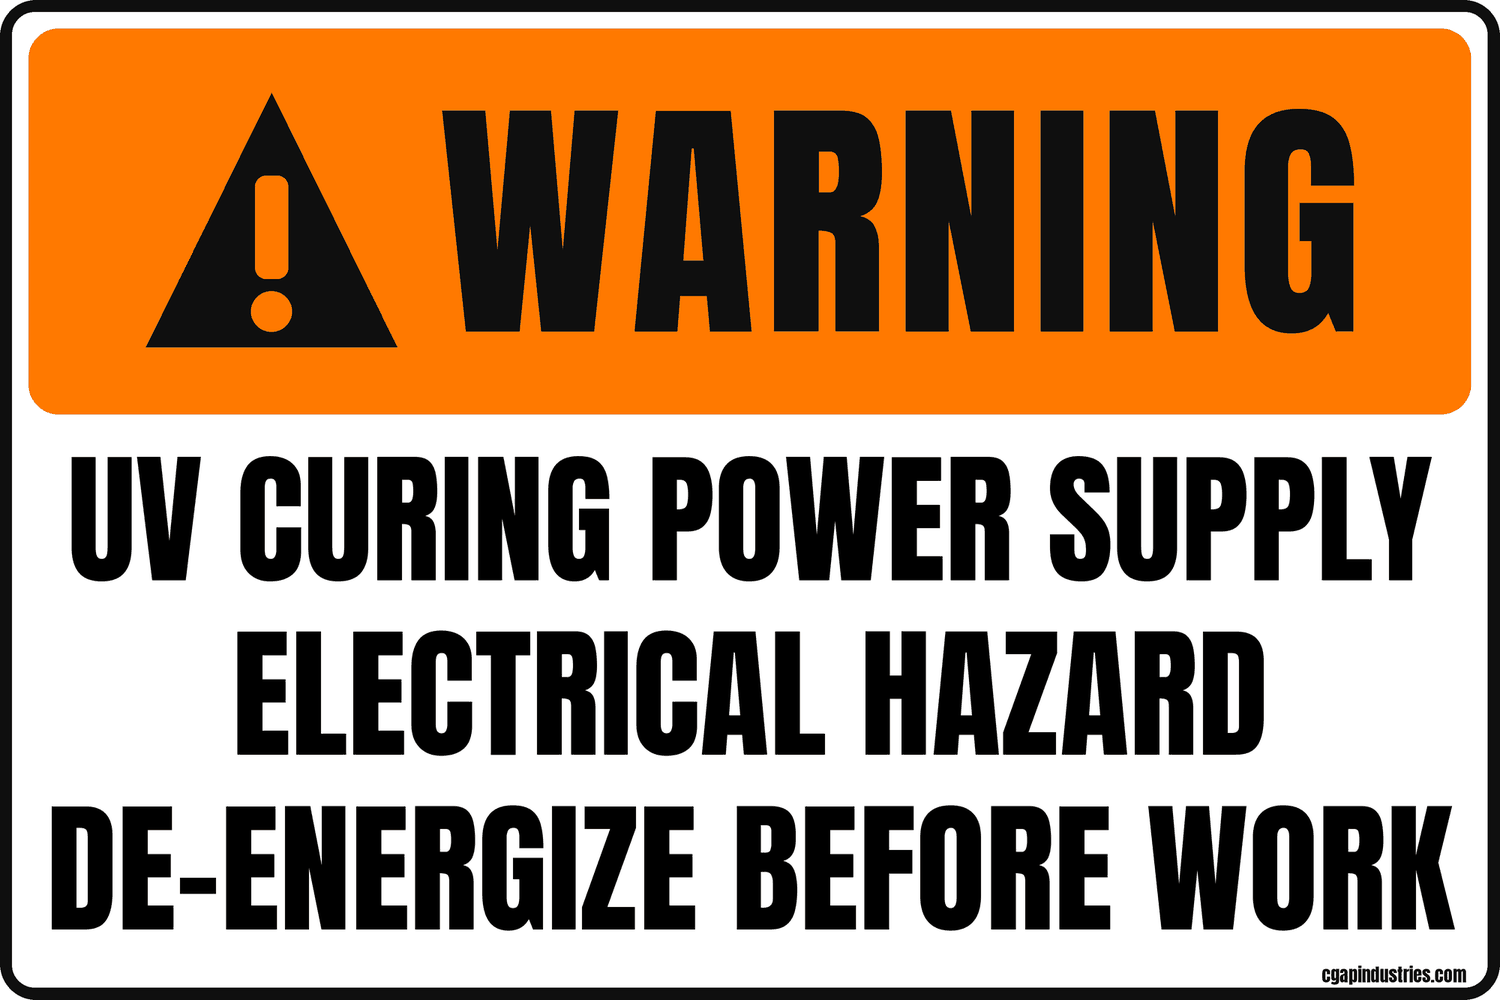 WARNING
UV CURING POWER SUPPLY
ELECTRICAL HAZARD
DE-ENERGIZE BEFORE WORK
cgapindustries.com